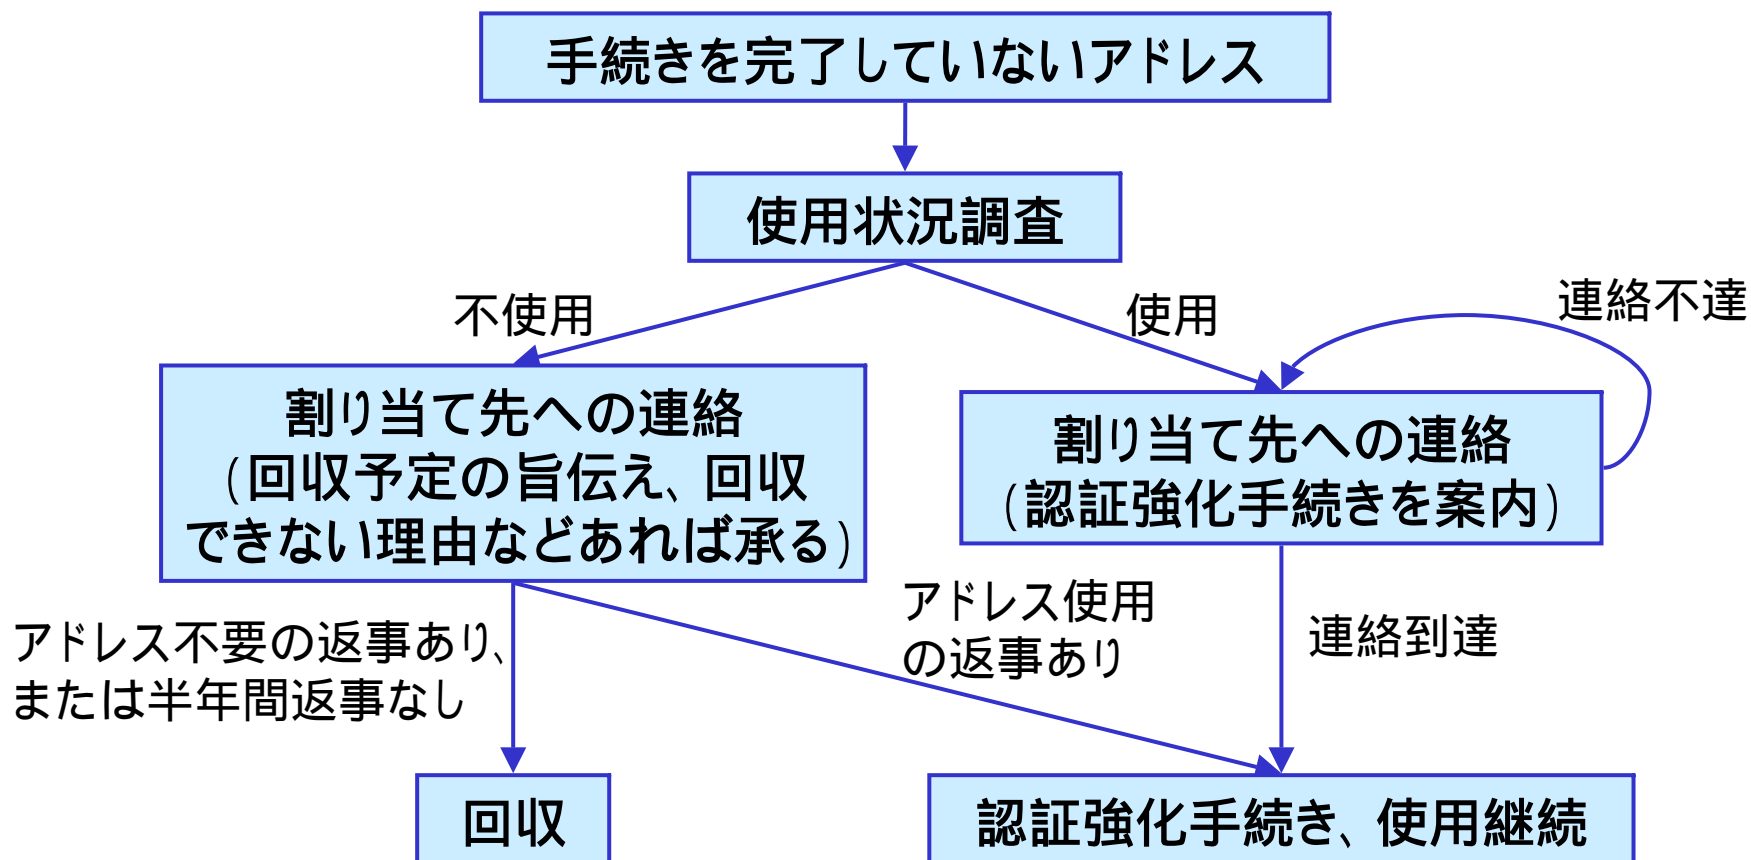 手続きを完了していないアドレス
使用状況調査
不使用
使用
連絡不達
割り当て先への連絡
(回収予定の旨伝え、回収
できない理由などあれば承る)
割り当て先への連絡
(認証強化手続きを案内)
アドレス不要の返事あり、
または半年間返事なし
アドレス使用
の返事あり
連絡到達
回収
認証強化手続き、使用継続